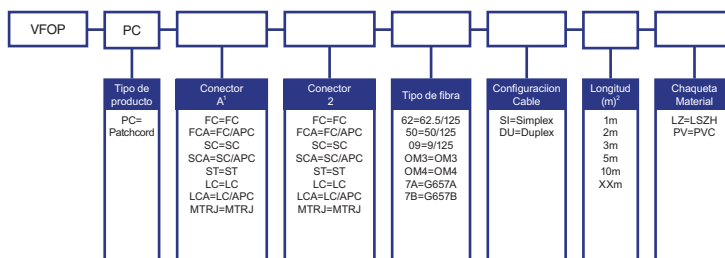 VFOP
PC
Tipo de
producto
PC=
Patchcord
Conector
A¹
FC=FC
FCA=FC/APC
SC=SC
SCA=SC/APC
ST=ST
LC=LC
LCA=LC/APC
MTRJ=MTRJ
Conector
2
FC=FC
FCA=FC/APC
SC=SC
SCA=SC/APC
ST=ST
LC=LC
LCA=LC/APC
MTRJ=MTRJ
Tipo de fibra
62=62.5/125
50=50/125
09=9/125
OM3=OM3
OM4=OM4
7A=G657A
7B=G657B
Configuraciion
Cable
SI=Simplex
DU=Duplex
Longitud
(m)²
1m
2m
3m
5m
10m
XXm
Chaqueta
Material
LZ=LSZH
PV=PVC